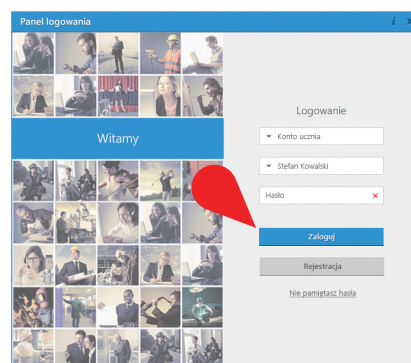 Panel logowania i x
Witamy
Logowanie
Konto ucznia
Stefan Kowalski
Hasło ×
Zaloguj
Rejestracja
Nie pamiętasz hasła